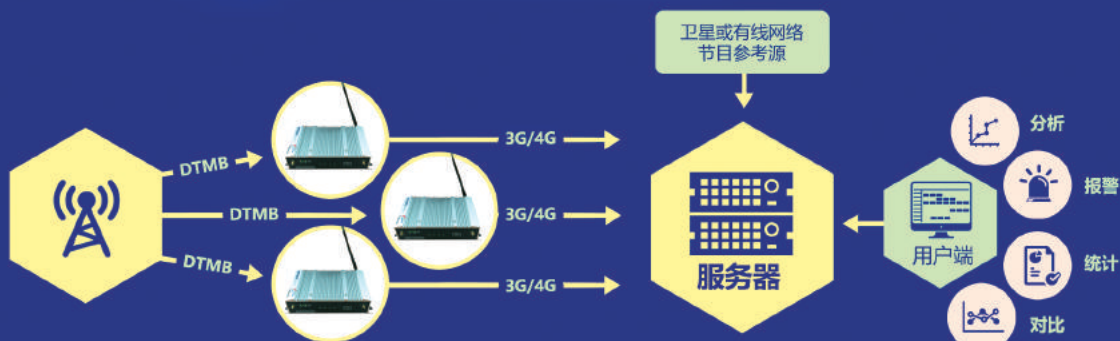 卫星或有线网络
节目参考源
DTMB
3G/4G
DTMB
3G/4G
DTMB
3G/4G
服务器
用户端
分析
报警
统计
对比